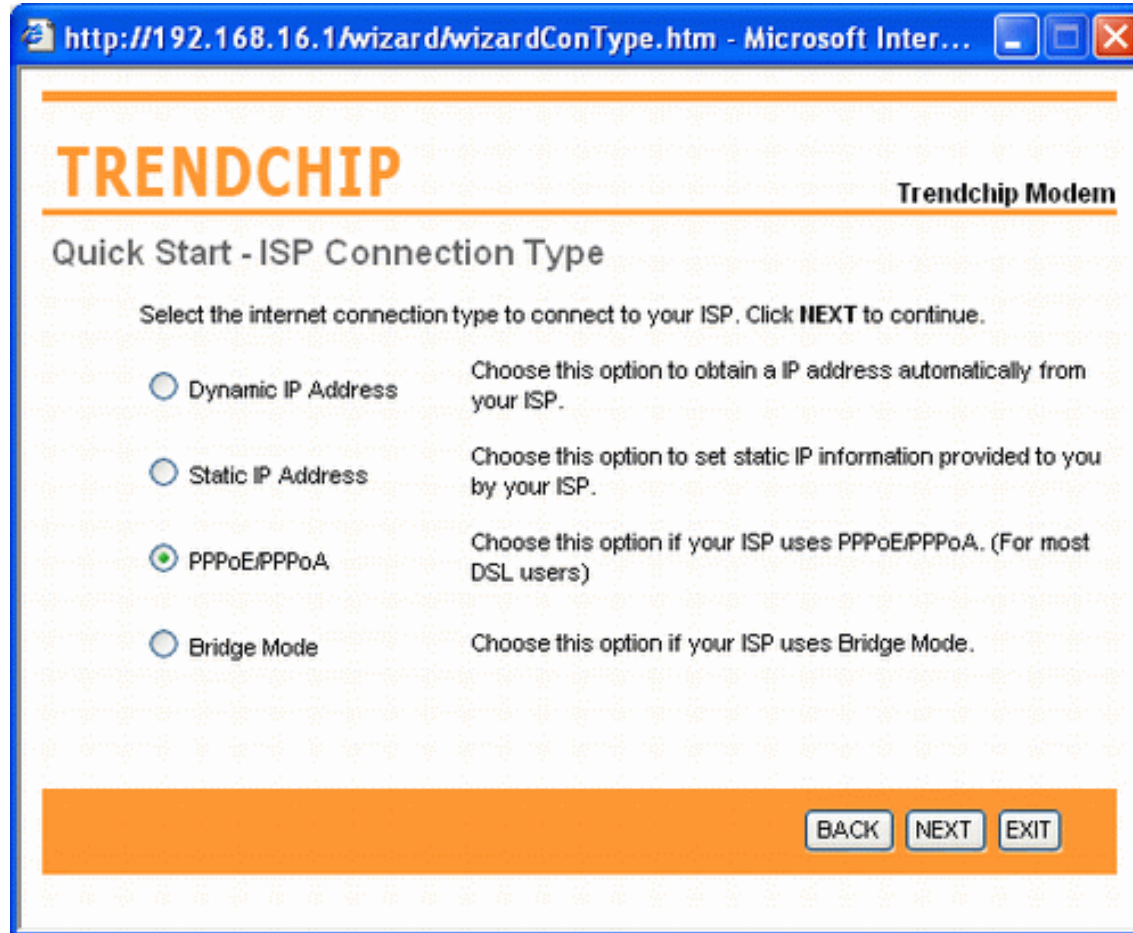 http://192.168.16.1/wizard/wizardConType.htm - Microsoft Inter...
TRENDCHIP
Trendchip Modem
Quick Start - ISP Connection Type
Select the internet connection type to connect to your ISP. Click NEXT to continue.
Dynamic IP Address
Choose this option to obtain a IP address automatically from
your ISP.
Static IP Address
Choose this option to set static IP information provided to you
by your ISP.
PPPoE/PPPoA
Choose this option if your ISP uses PPPoE/PPPoA. (For most
DSL users)
Bridge Mode
Choose this option if your ISP uses Bridge Mode.
BACK NEXT EXIT